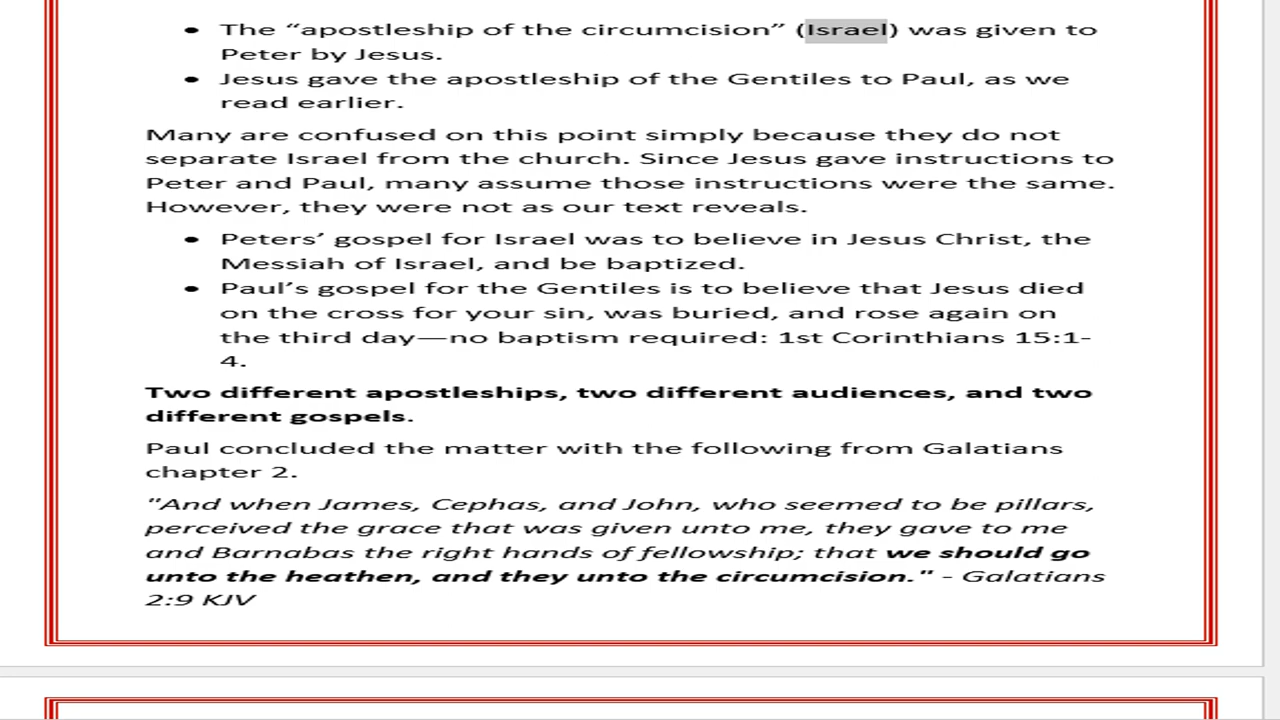 • The “apostleship of the circumcision” (Israel) was given to
Peter by Jesus.
• Jesus gave the apostleship of the Gentiles to Paul, as we
read earlier.
Many are confused on this point simply because they do not
separate Israel from the church. Since Jesus gave instructions to
Peter and Paul, many assume those instructions were the same.
However, they were not as our text reveals.
• Peters’ gospel for Israel was to believe in Jesus Christ, the
Messiah of Israel, and be baptized.
• Paul’s gospel for the Gentiles is to believe that Jesus died
on the cross for your sin, was buried, and rose again on
the third day—no baptism required: 1st Corinthians 15:1-
4.
Two different apostleships, two different audiences, and two
different gospels.
Paul concluded the matter with the following from Galatians
chapter 2.
"And when James, Cephas, and John, who seemed to be pillars,
perceived the grace that was given unto me, they gave to me
and Barnabas the right hands of fellowship; that we should go
unto the heathen, and they unto the circumcision." - Galatians
2:9 KJV